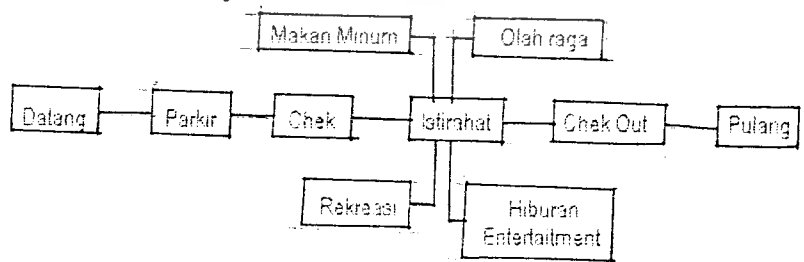 Makan Minum
Olah raga
Datang
Parkir
Chek
Istirahat
Chek Out
Pulang
Rekreasi
Hiburan
Entertaitment